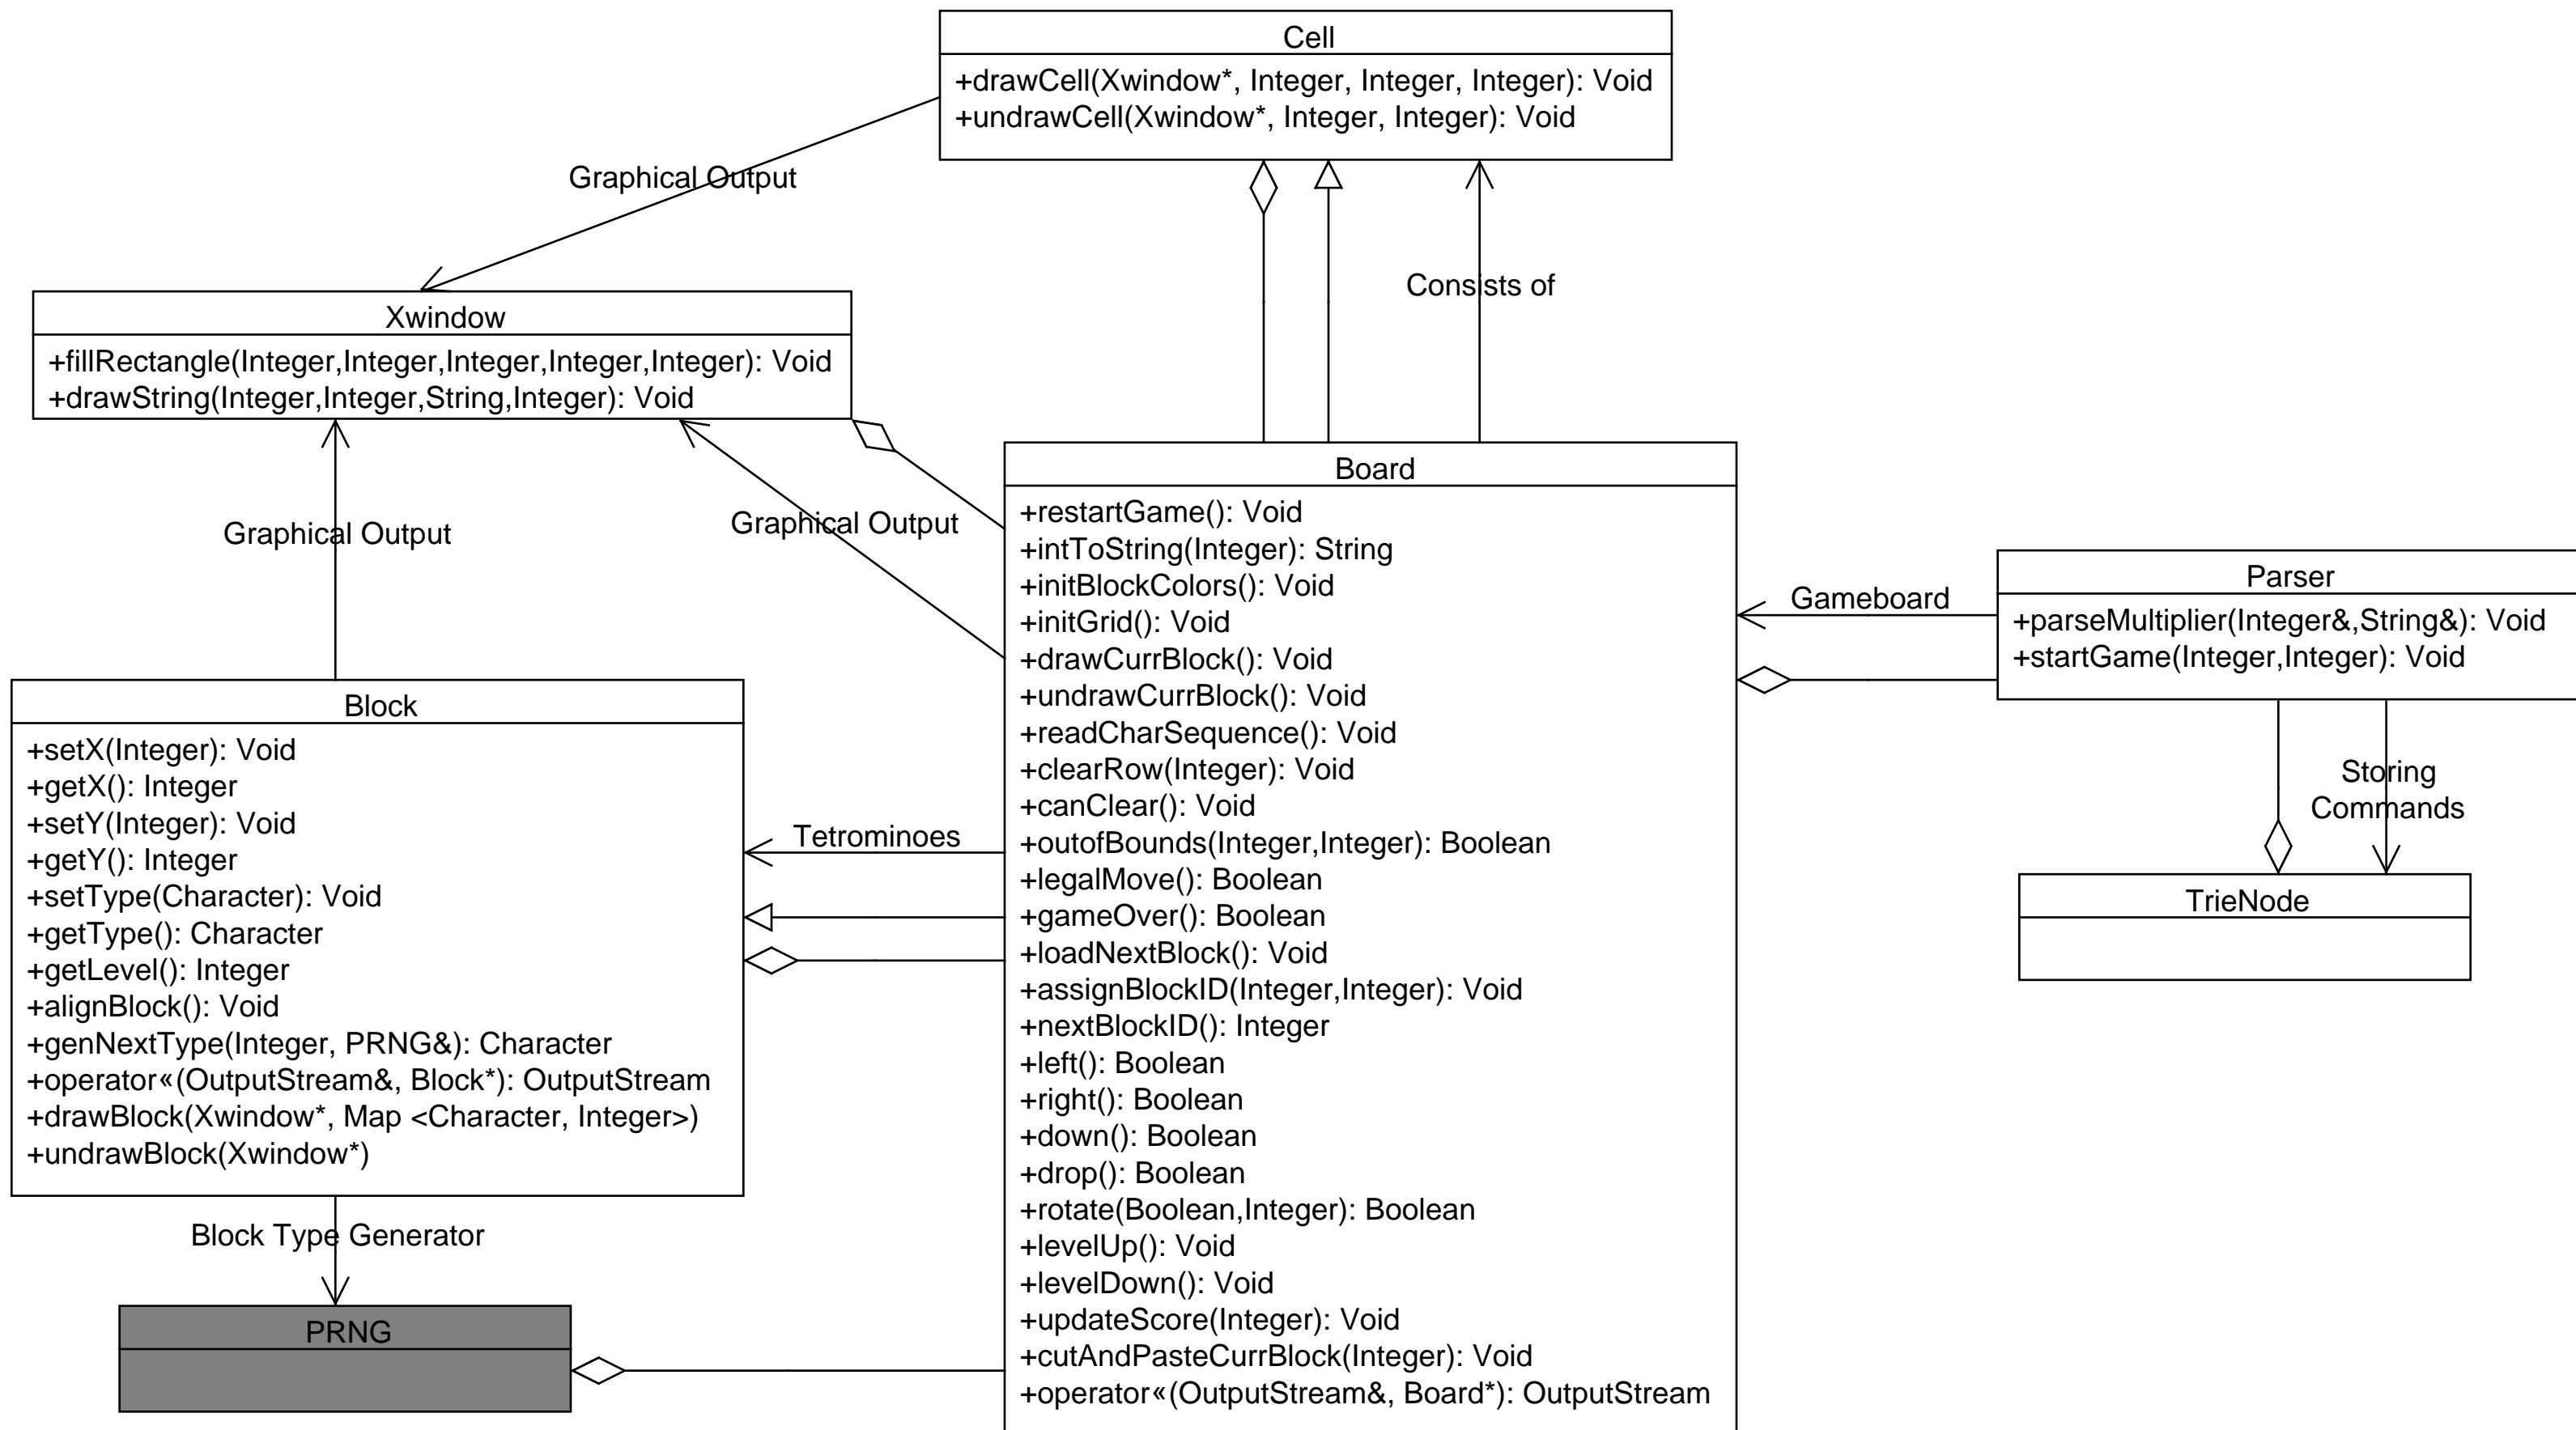 Cell
+drawCell(Xwindow*, Integer, Integer, Integer): Void
+undrawCell(Xwindow*, Integer, Integer): Void
Graphical Output
Consists of
Xwindow
+fillRectangle(Integer,Integer,Integer,Integer,Integer): Void
+drawString(Integer,Integer,String,Integer): Void
Graphical Output
Graphical Output
Board
+restartGame(): Void
+intToString(Integer): String
+initBlockColors(): Void
+initGrid(): Void
+drawCurrBlock(): Void
+undrawCurrBlock(): Void
+readCharSequence(): Void
+clearRow(Integer): Void
+canClear(): Void
+outofBounds(Integer,Integer): Boolean
+legalMove(): Boolean
+gameOver(): Boolean
+loadNextBlock(): Void
+assignBlockID(Integer,Integer): Void
+nextBlockID(): Integer
+left(): Boolean
+right(): Boolean
+down(): Boolean
+drop(): Boolean
+rotate(Boolean,Integer): Boolean
+levelUp(): Void
+levelDown(): Void
+updateScore(Integer): Void
+cutAndPasteCurrBlock(Integer): Void
+operator«(OutputStream&, Board*): OutputStream
Gameboard
Parser
+parseMultiplier(Integer&,String&): Void
+startGame(Integer,Integer): Void
Storing
Commands
TrieNode
Block
+setX(Integer): Void
+getX(): Integer
+setY(Integer): Void
+getY(): Integer
+setType(Character): Void
+getType(): Character
+getLevel(): Integer
+alignBlock(): Void
+genNextType(Integer, PRNG&): Character
+operator«(OutputStream&, Block*): OutputStream
+drawBlock(Xwindow*, Map <Character, Integer>)
+undrawBlock(Xwindow*)
Tetrominoes
Block Type Generator
PRNG